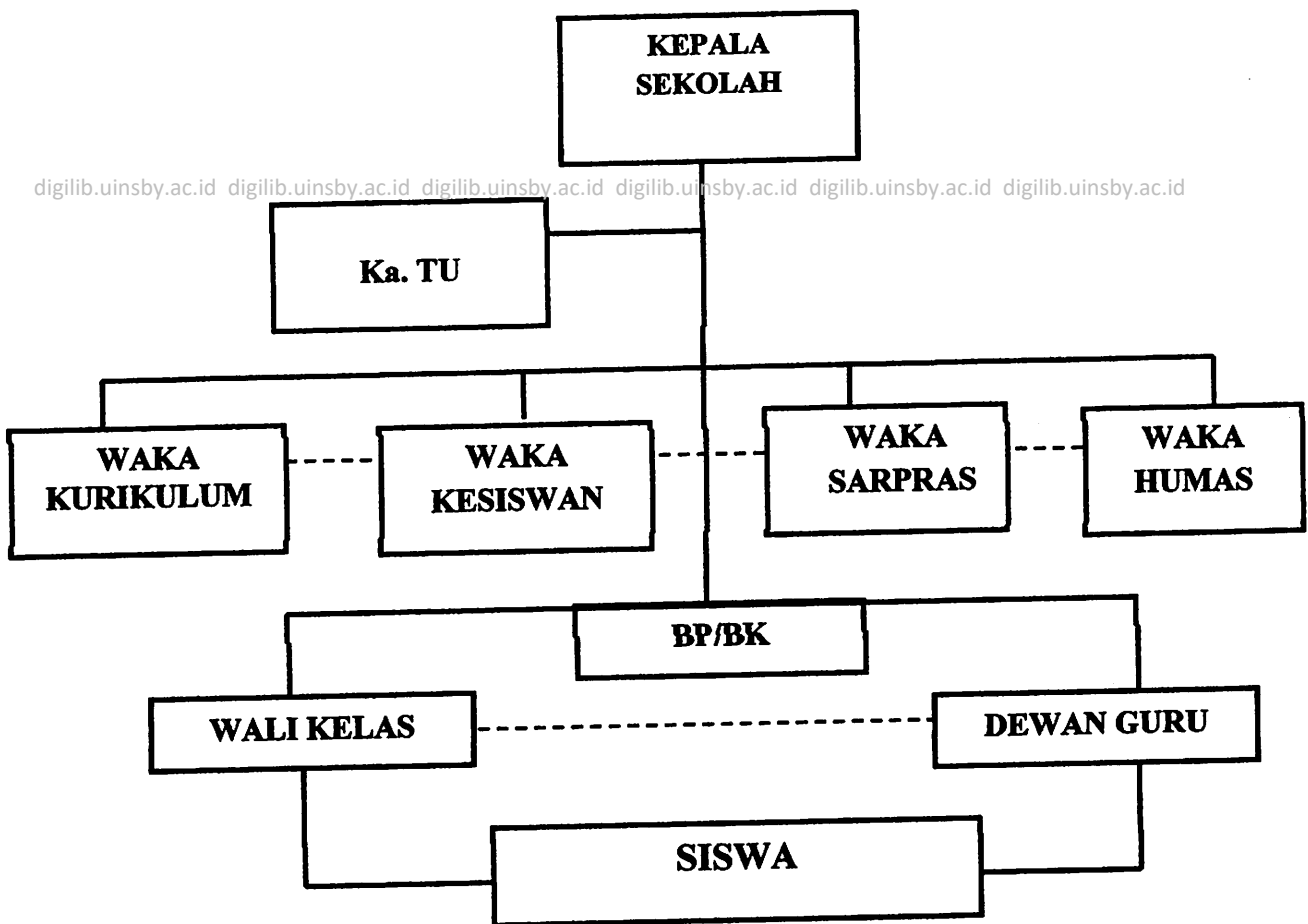 KEPALA
SEKOLAH
digilib.uinsby.ac.id digilib.uinsby.ac.id digilib.uinsby.ac.id digilib.uinsby.ac.id digilib.uinsby.ac.id digilib.uinsby.ac.id
Ka. TU
WAKA
KURIKULUM
WAKA
KESISWAN
WAKA
SARPRAS
WAKA
HUMAS
BP/BK
WALI KELAS
DEWAN GURU
SISWA